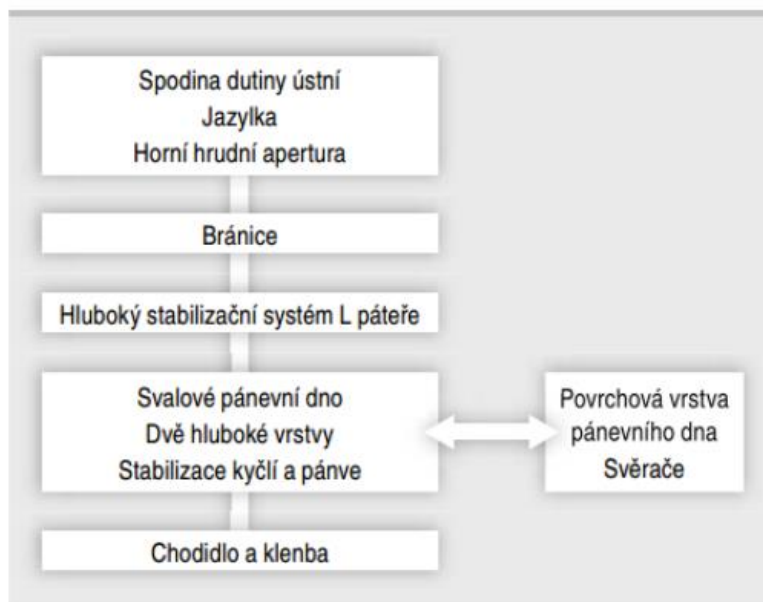 Spodina dutiny ústní
Jazylka
Horní hrudní apertura
Bránice
Hluboký stabilizační systém L páteře
Svalové pánevní dno
Dvě hluboké vrstvy
Stabilizace kyčlí a pánve
Povrchová vrstva
pánevního dna
Svěrače
Chodidlo a klenba